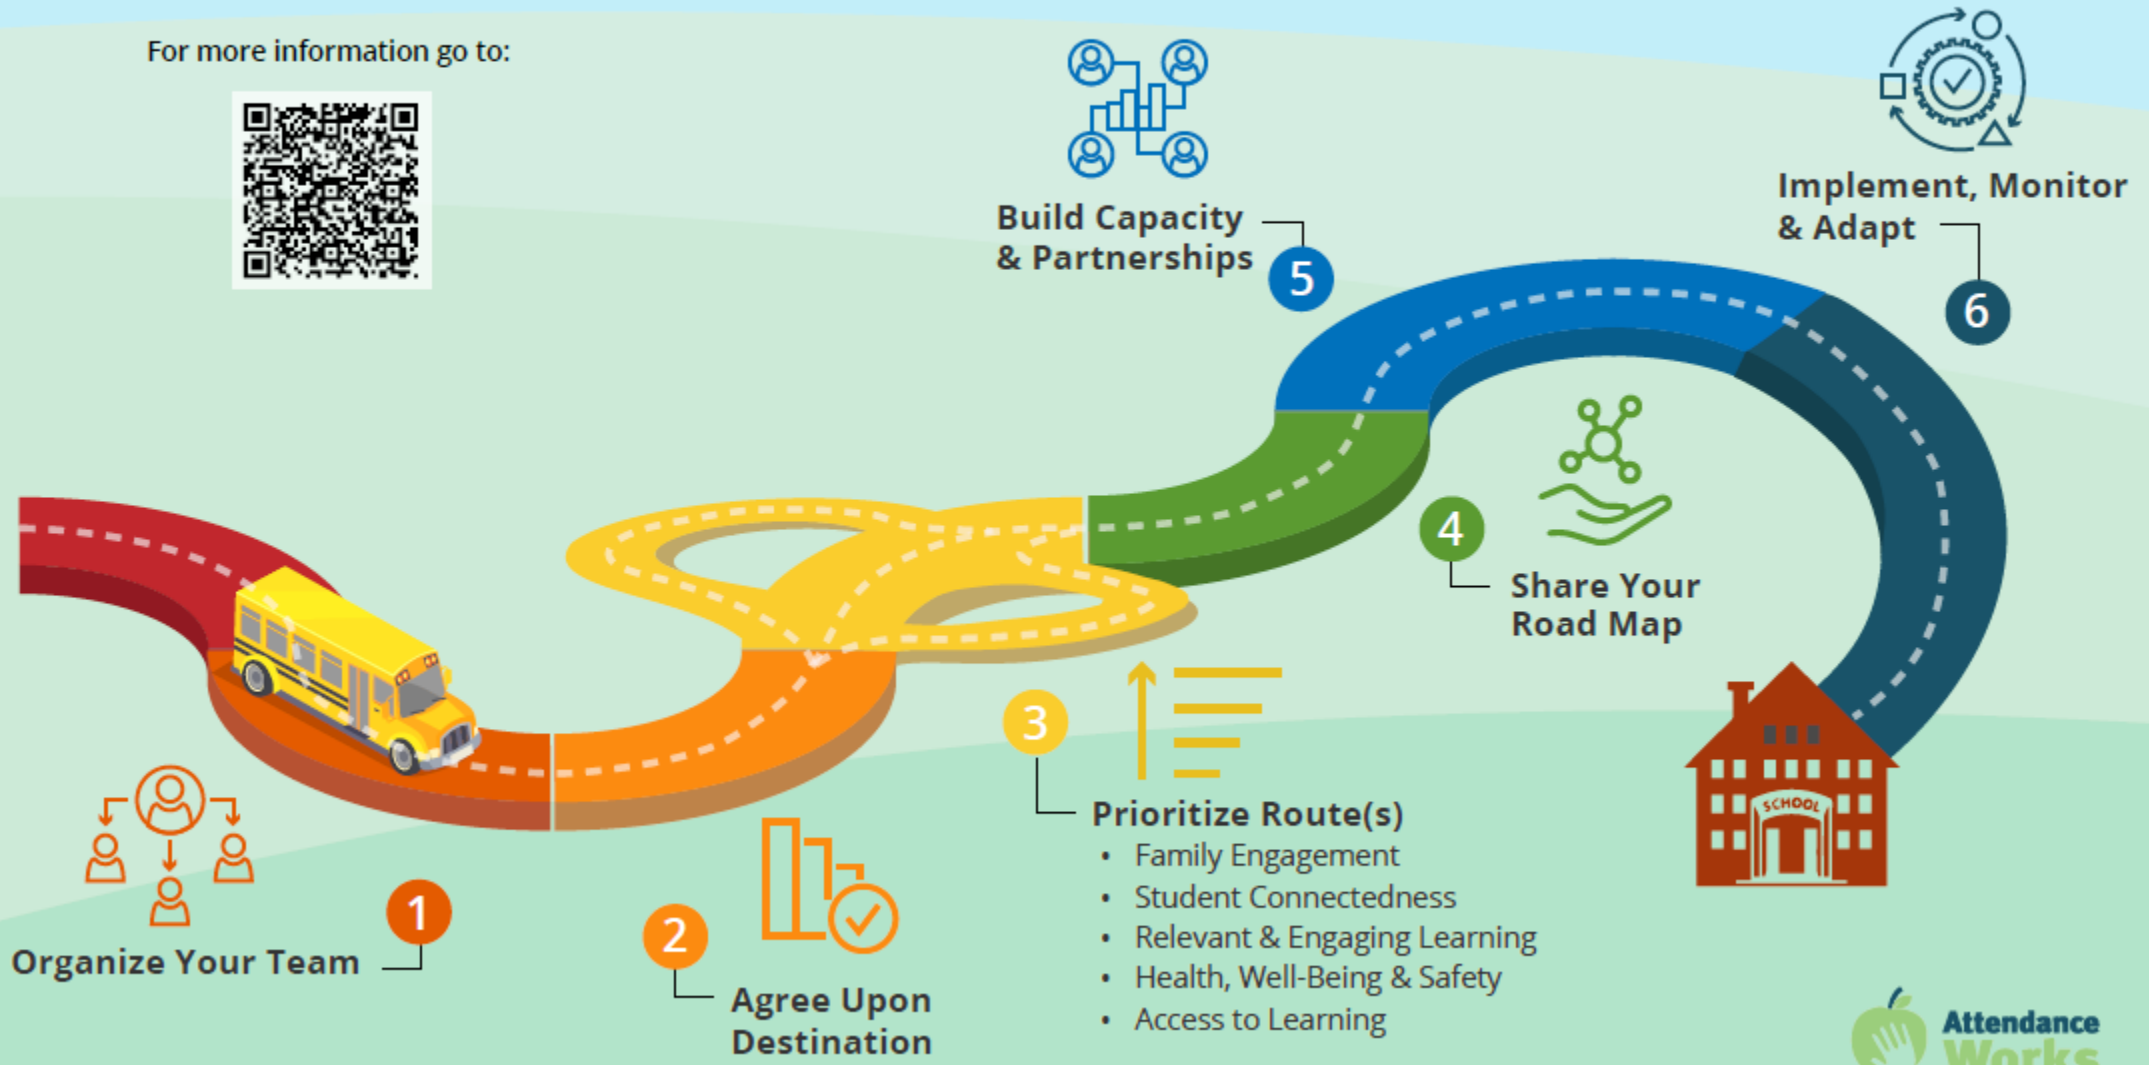 For more information go to:
Build Capacity
& Partnerships
5
Implement, Monitor
& Adapt
6
4
Share Your
Road Map
3
Prioritize Route(s)
• Family Engagement
• Student Connectedness
• Relevant & Engaging Learning
• Health, Well-Being & Safety
• Access to Learning
SCHOOL
1
Organize Your Team
2
Agree Upon
Destination
Attendance
Works